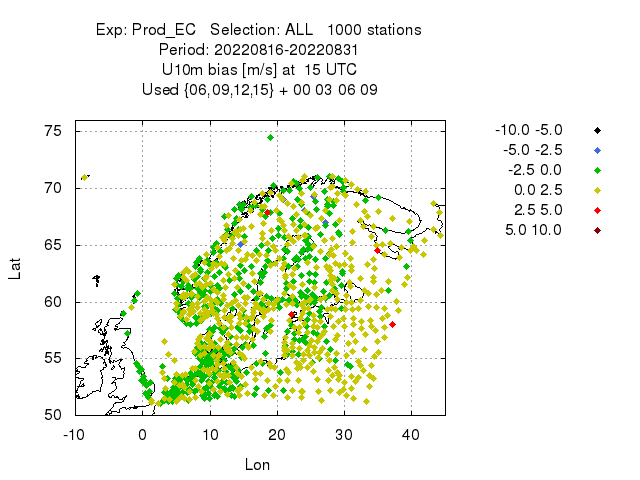 Exp: Prod_EC   Selection: ALL   1000 stations
Period: 20220816-20220831
U10m bias [m/s] at  15 UTC
Used {06,09,12,15} + 00 03 06 09
-10.0 -5.0
-5.0 -2.5
-2.5 0.0
0.0 2.5
2.5 5.0
5.0 10.0
75
70
65
60
55
50
Lat
-10 0 10 20 30 40
Lon